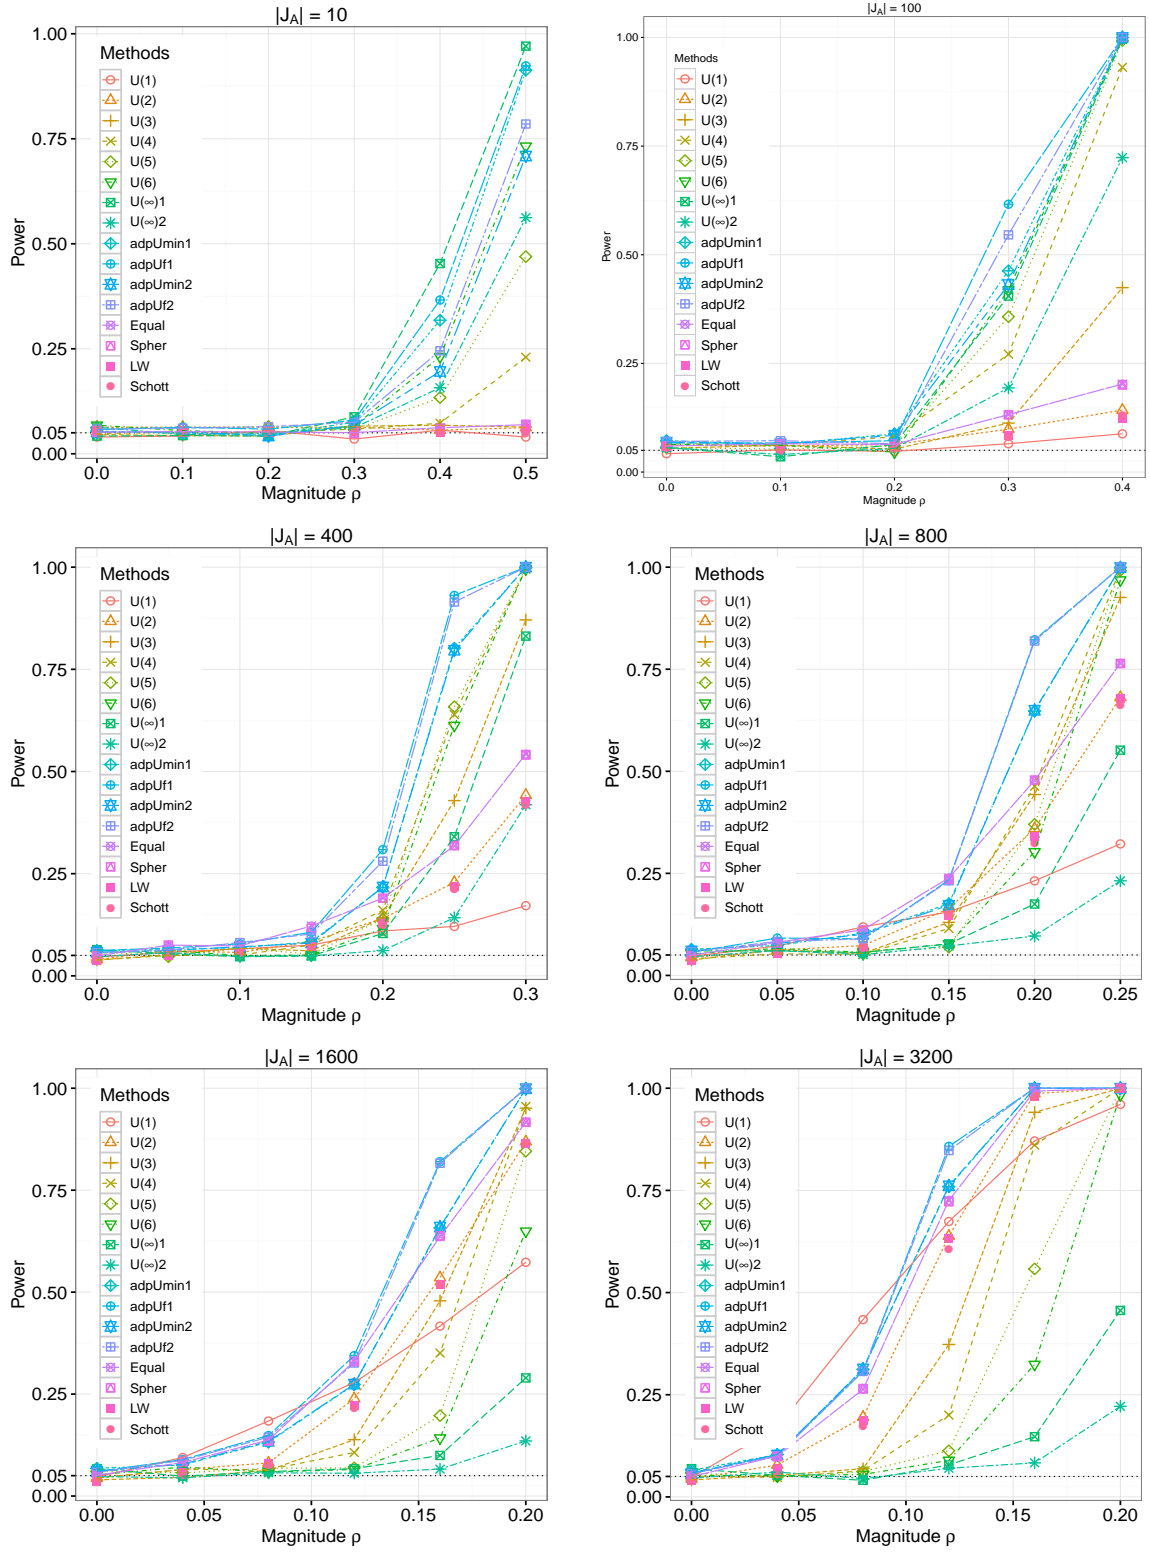 |J_A| = 10
Methods
U(1)
U(2)
U(3)
U(4)
U(5)
U(6)
U(∞)1
U(∞)2
adpUmin1
adpUf1
adpUmin2
adpUf2
Equal
Spher
LW
Schott
Power
1.00
0.75
0.50
0.25
0.05
0.00
0.0 0.1 0.2 0.3 0.4 0.5
Magnitude ρ
|J_A| = 100
Methods
U(1)
U(2)
U(3)
U(4)
U(5)
U(6)
U(∞)1
U(∞)2
adpUmin1
adpUf1
adpUmin2
adpUf2
Equal
Spher
LW
Schott
Power
1.00
0.75
0.50
0.25
0.05
0.00
0.0 0.1 0.2 0.3 0.4
Magnitude ρ
|J_A| = 400
Methods
U(1)
U(2)
U(3)
U(4)
U(5)
U(6)
U(∞)1
U(∞)2
adpUmin1
adpUf1
adpUmin2
adpUf2
Equal
Spher
LW
Schott
Power
1.00
0.75
0.50
0.25
0.05
0.00
0.0 0.1 0.2 0.3
Magnitude ρ
|J_A| = 800
Methods
U(1)
U(2)
U(3)
U(4)
U(5)
U(6)
U(∞)1
U(∞)2
adpUmin1
adpUf1
adpUmin2
adpUf2
Equal
Spher
LW
Schott
Power
1.00
0.75
0.50
0.25
0.05
0.00
0.00 0.05 0.10 0.15 0.20 0.25
Magnitude ρ
|J_A| = 1600
Methods
U(1)
U(2)
U(3)
U(4)
U(5)
U(6)
U(∞)1
U(∞)2
adpUmin1
adpUf1
adpUmin2
adpUf2
Equal
Spher
LW
Schott
Power
1.00
0.75
0.50
0.25
0.05
0.00
0.00 0.05 0.10 0.15 0.20
Magnitude ρ
|J_A| = 3200
Methods
U(1)
U(2)
U(3)
U(4)
U(5)
U(6)
U(∞)1
U(∞)2
adpUmin1
adpUf1
adpUmin2
adpUf2
Equal
Spher
LW
Schott
Power
1.00
0.75
0.50
0.25
0.05
0.00
0.00 0.05 0.10 0.15 0.20
Magnitude ρ